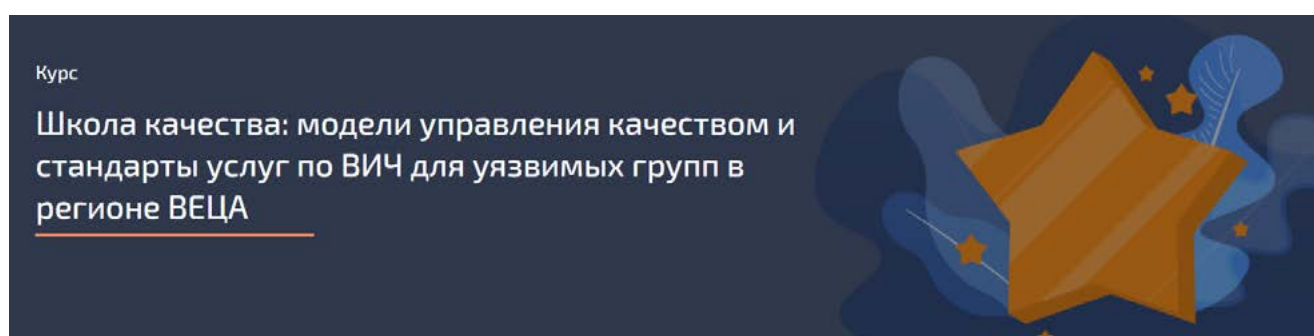 Курс
Школа качества: модели управления качеством и
стандарты услуг по ВИЧ для уязвимых групп в
регионе ВЕЦА